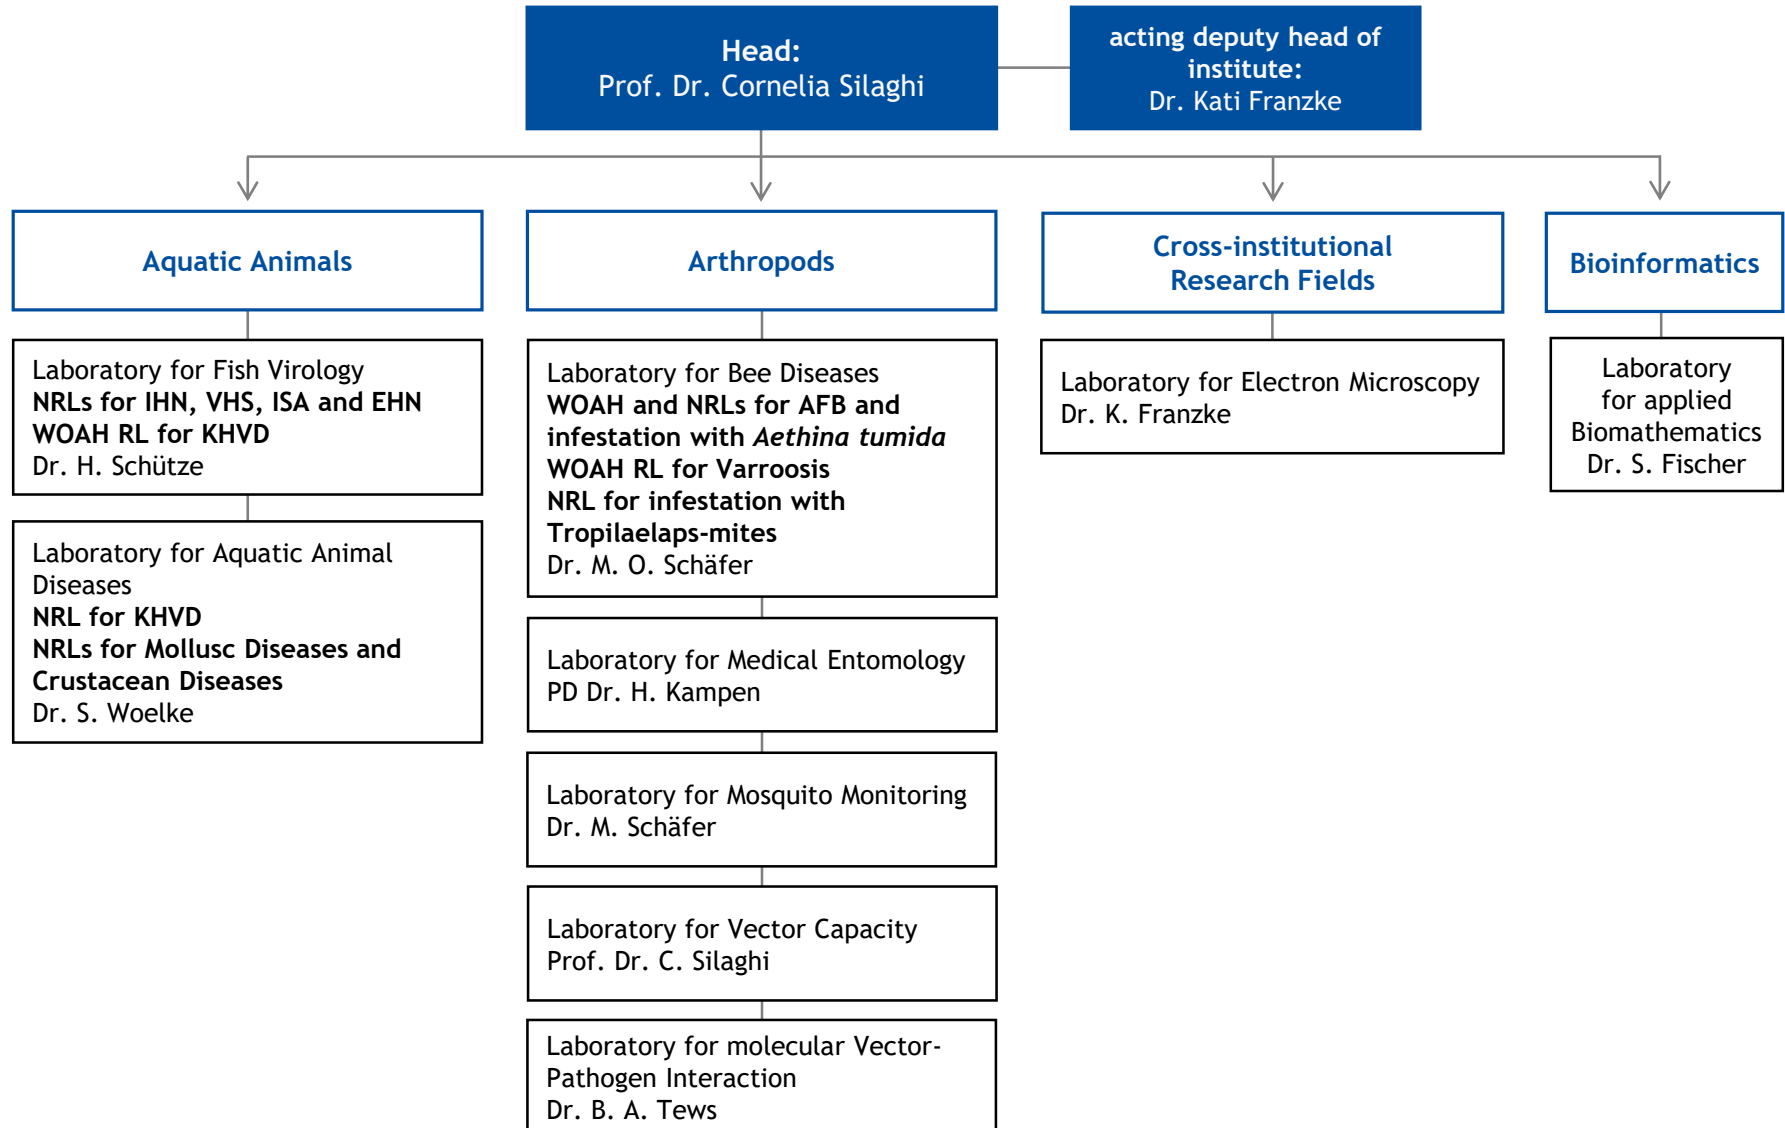 Head:
Prof. Dr. Cornelia Silaghi
acting deputy head of
institute:
Dr. Kati Franzke
Aquatic Animals
Laboratory for Fish Virology
NRLs for IHN, VHS, ISA and EHN
WOAH RL for KHVD
Dr. H. Schütze
Laboratory for Aquatic Animal
Diseases
NRL for KHVD
NRLs for Mollusc Diseases and
Crustacean Diseases
Dr. S. Woelke
Arthropods
Laboratory for Bee Diseases
WOAH and NRLs for AFB and
infestation with Aethina tumida
WOAH RL for Varroosis
NRL for infestation with
Tropilaelaps-mites
Dr. M. O. Schäfer
Laboratory for Medical Entomology
PD Dr. H. Kampen
Laboratory for Mosquito Monitoring
Dr. M. Schäfer
Laboratory for Vector Capacity
Prof. Dr. C. Silaghi
Laboratory for molecular Vector-
Pathogen Interaction
Dr. B. A. Tews
Cross-institutional
Research Fields
Laboratory for Electron Microscopy
Dr. K. Franzke
Bioinformatics
Laboratory
for applied
Biomathematics
Dr. S. Fischer